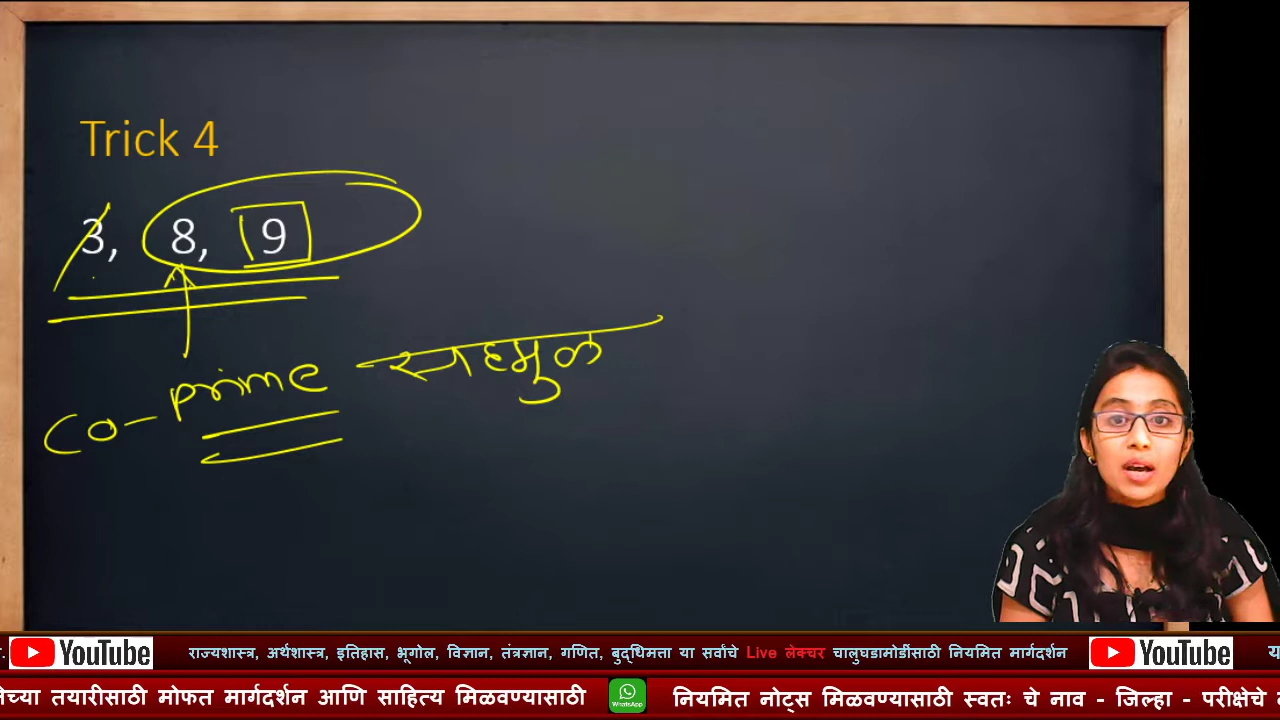 Trick 4
3, 8, 9
co-prime सहमुळ
YouTube राज्यशास्त्र, अर्थशास्त्र, इतिहास, भूगोल, विज्ञान, तंत्रज्ञान, गणित, बुद्धिमत्ता या सर्वांचे Live लेक्चर चालुघडामोडींसाठी नियमित मार्गदर्शन YouTube
तयारीसाठी मोफत मार्गदर्शन आणि साहित्य मिळवण्यासाठी WhatsApp नियमित नोट्स मिळवण्यासाठी स्वतः चे नाव - जिल्हा - परीक्षेचे